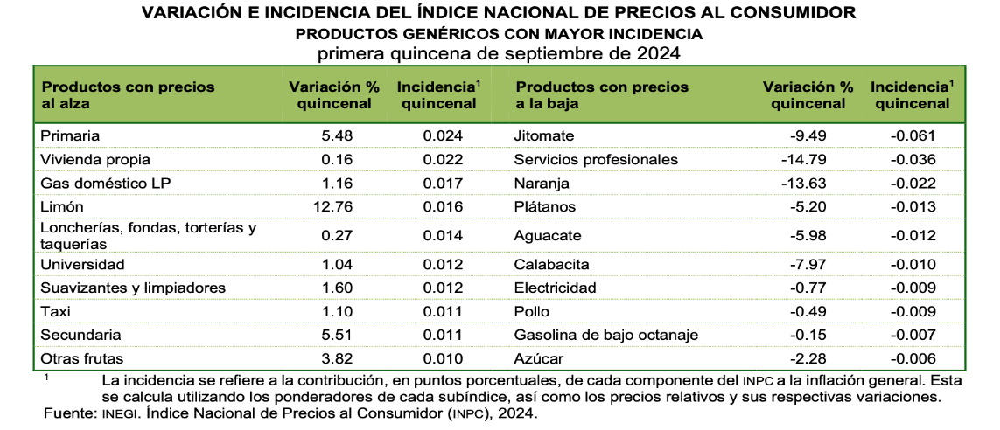 VARIACIÓN E INCIDENCIA DEL ÍNDICE NACIONAL DE PRECIOS AL CONSUMIDOR
PRODUCTOS GENÉRICOS CON MAYOR INCIDENCIA
primera quincena de septiembre de 2024
Productos con precios al alza Variación % quincenal Incidencia¹ quincenal Productos con precios a la baja Variación % quincenal Incidencia¹ quincenal
Primaria 5.48 0.024 Jitomate -9.49 -0.061
Vivienda propia 0.16 0.022 Servicios profesionales -14.79 -0.036
Gas doméstico LP 1.16 0.017 Naranja -13.63 -0.022
Limón 12.76 0.016 Plátanos -5.20 -0.013
Loncherías, fondas, torterías y taquerías 0.27 0.014 Aguacate -5.98 -0.012
Universidad 1.04 0.012 Calabacita -7.97 -0.010
Suavizantes y limpiadores 1.60 0.012 Electricidad -0.77 -0.009
Taxi 1.10 0.011 Pollo -0.49 -0.009
Secundaria 5.51 0.011 Gasolina de bajo octanaje -0.15 -0.007
Otras frutas 3.82 0.010 Azúcar -2.28 -0.006
¹ La incidencia se refiere a la contribución, en puntos porcentuales, de cada componente del INPC a la inflación general. Esta
se calcula utilizando los ponderadores de cada subíndice, así como los precios relativos y sus respectivas variaciones.
Fuente: INEGI. Índice Nacional de Precios al Consumidor (INPC), 2024.